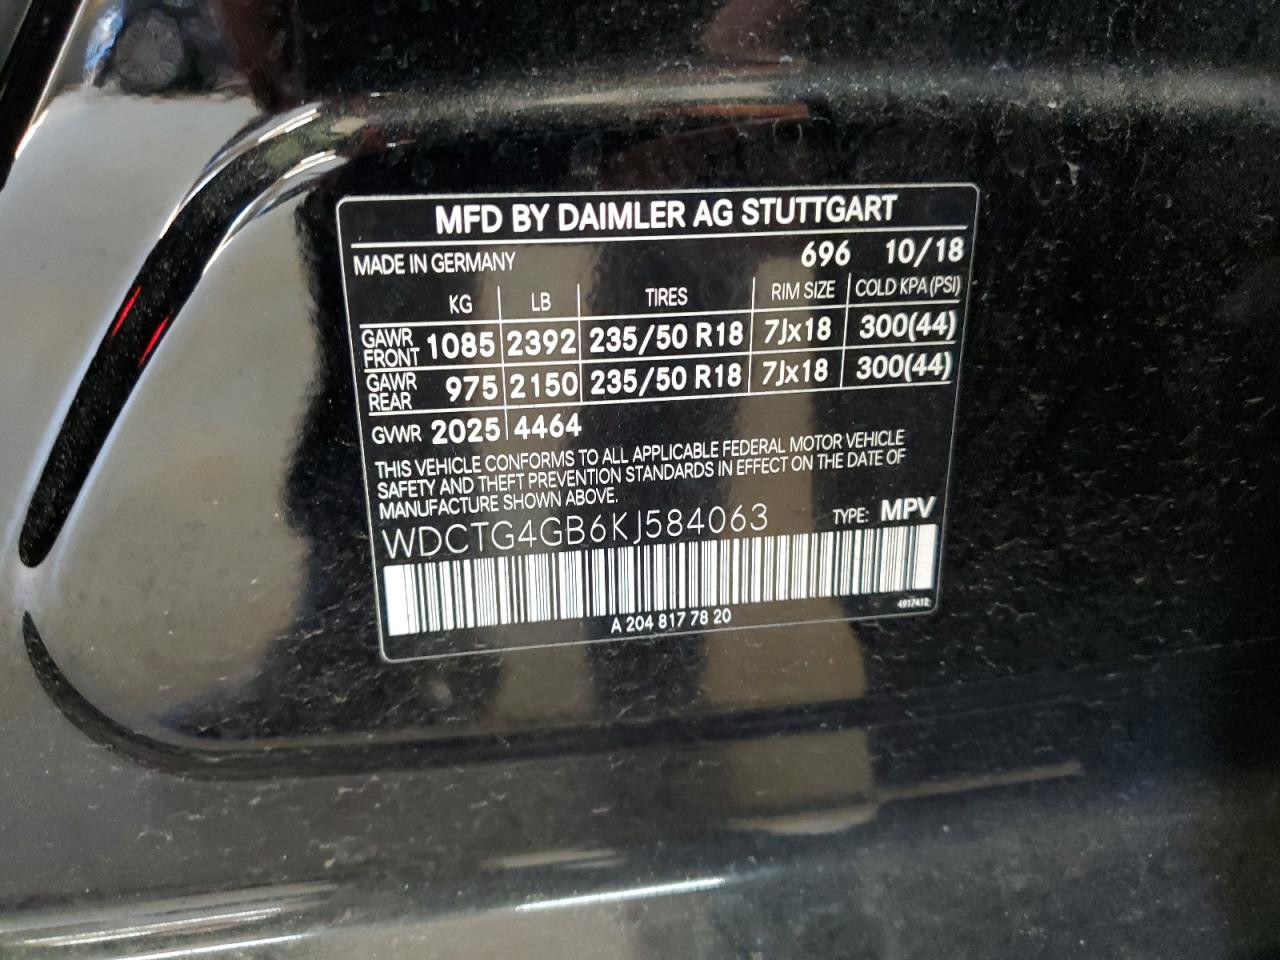 MFD BY DAIMLER AG STUTTGART
MADE IN GERMANY 696 10/18
KG LB TIRES RIM SIZE COLD KPA (PSI)
GAWR FRONT 1085 2392 235/50 R18 7Jx18 300(44)
GAWR REAR 975 2150 235/50 R18 7Jx18 300(44)
GVWR 2025 4464
THIS VEHICLE CONFORMS TO ALL APPLICABLE FEDERAL MOTOR VEHICLE
SAFETY AND THEFT PREVENTION STANDARDS IN EFFECT ON THE DATE OF
MANUFACTURE SHOWN ABOVE.
WDCTG4GB6KJ584063 TYPE: MPV
A 204 817 78 20 4917412